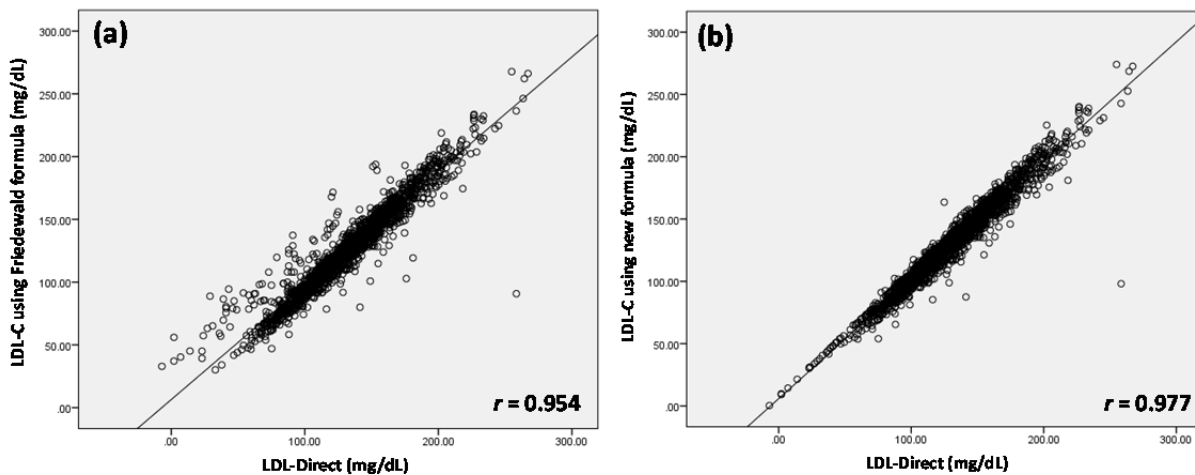 (a)
LDL-C using Friedewald formula (mg/dL)
300.00
250.00
200.00
150.00
100.00
50.00
.00
r = 0.954
.00
100.00
200.00
300.00
LDL-Direct (mg/dL)
(b)
LDL-C using new formula (mg/dL)
300.00
250.00
200.00
150.00
100.00
50.00
.00
r = 0.977
.00
100.00
200.00
300.00
LDL-Direct (mg/dL)